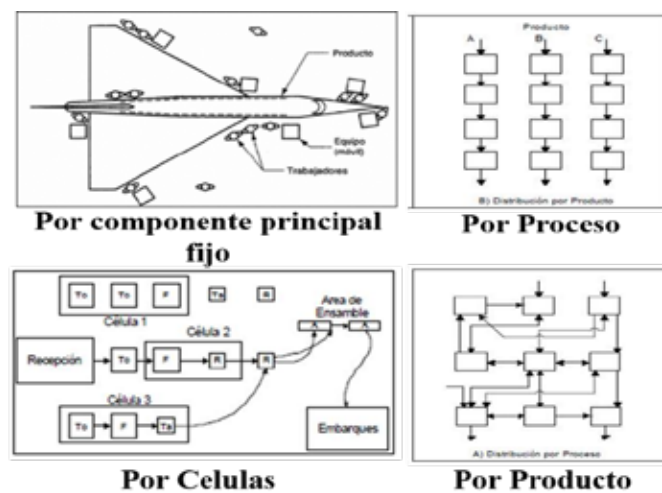 Producto
Equipo
(móvil)
Trabajadores
Por componente principal
fijo
Producto
A B C
B) Distribución por Producto
Por Proceso
To To F Ta R
Célula 1
Célula 2
Area de
Ensamble
A A
Recepción
To F R R
Célula 3
To F Ta
Embarques
Por Celulas
A) Distribución por Proceso
Por Producto